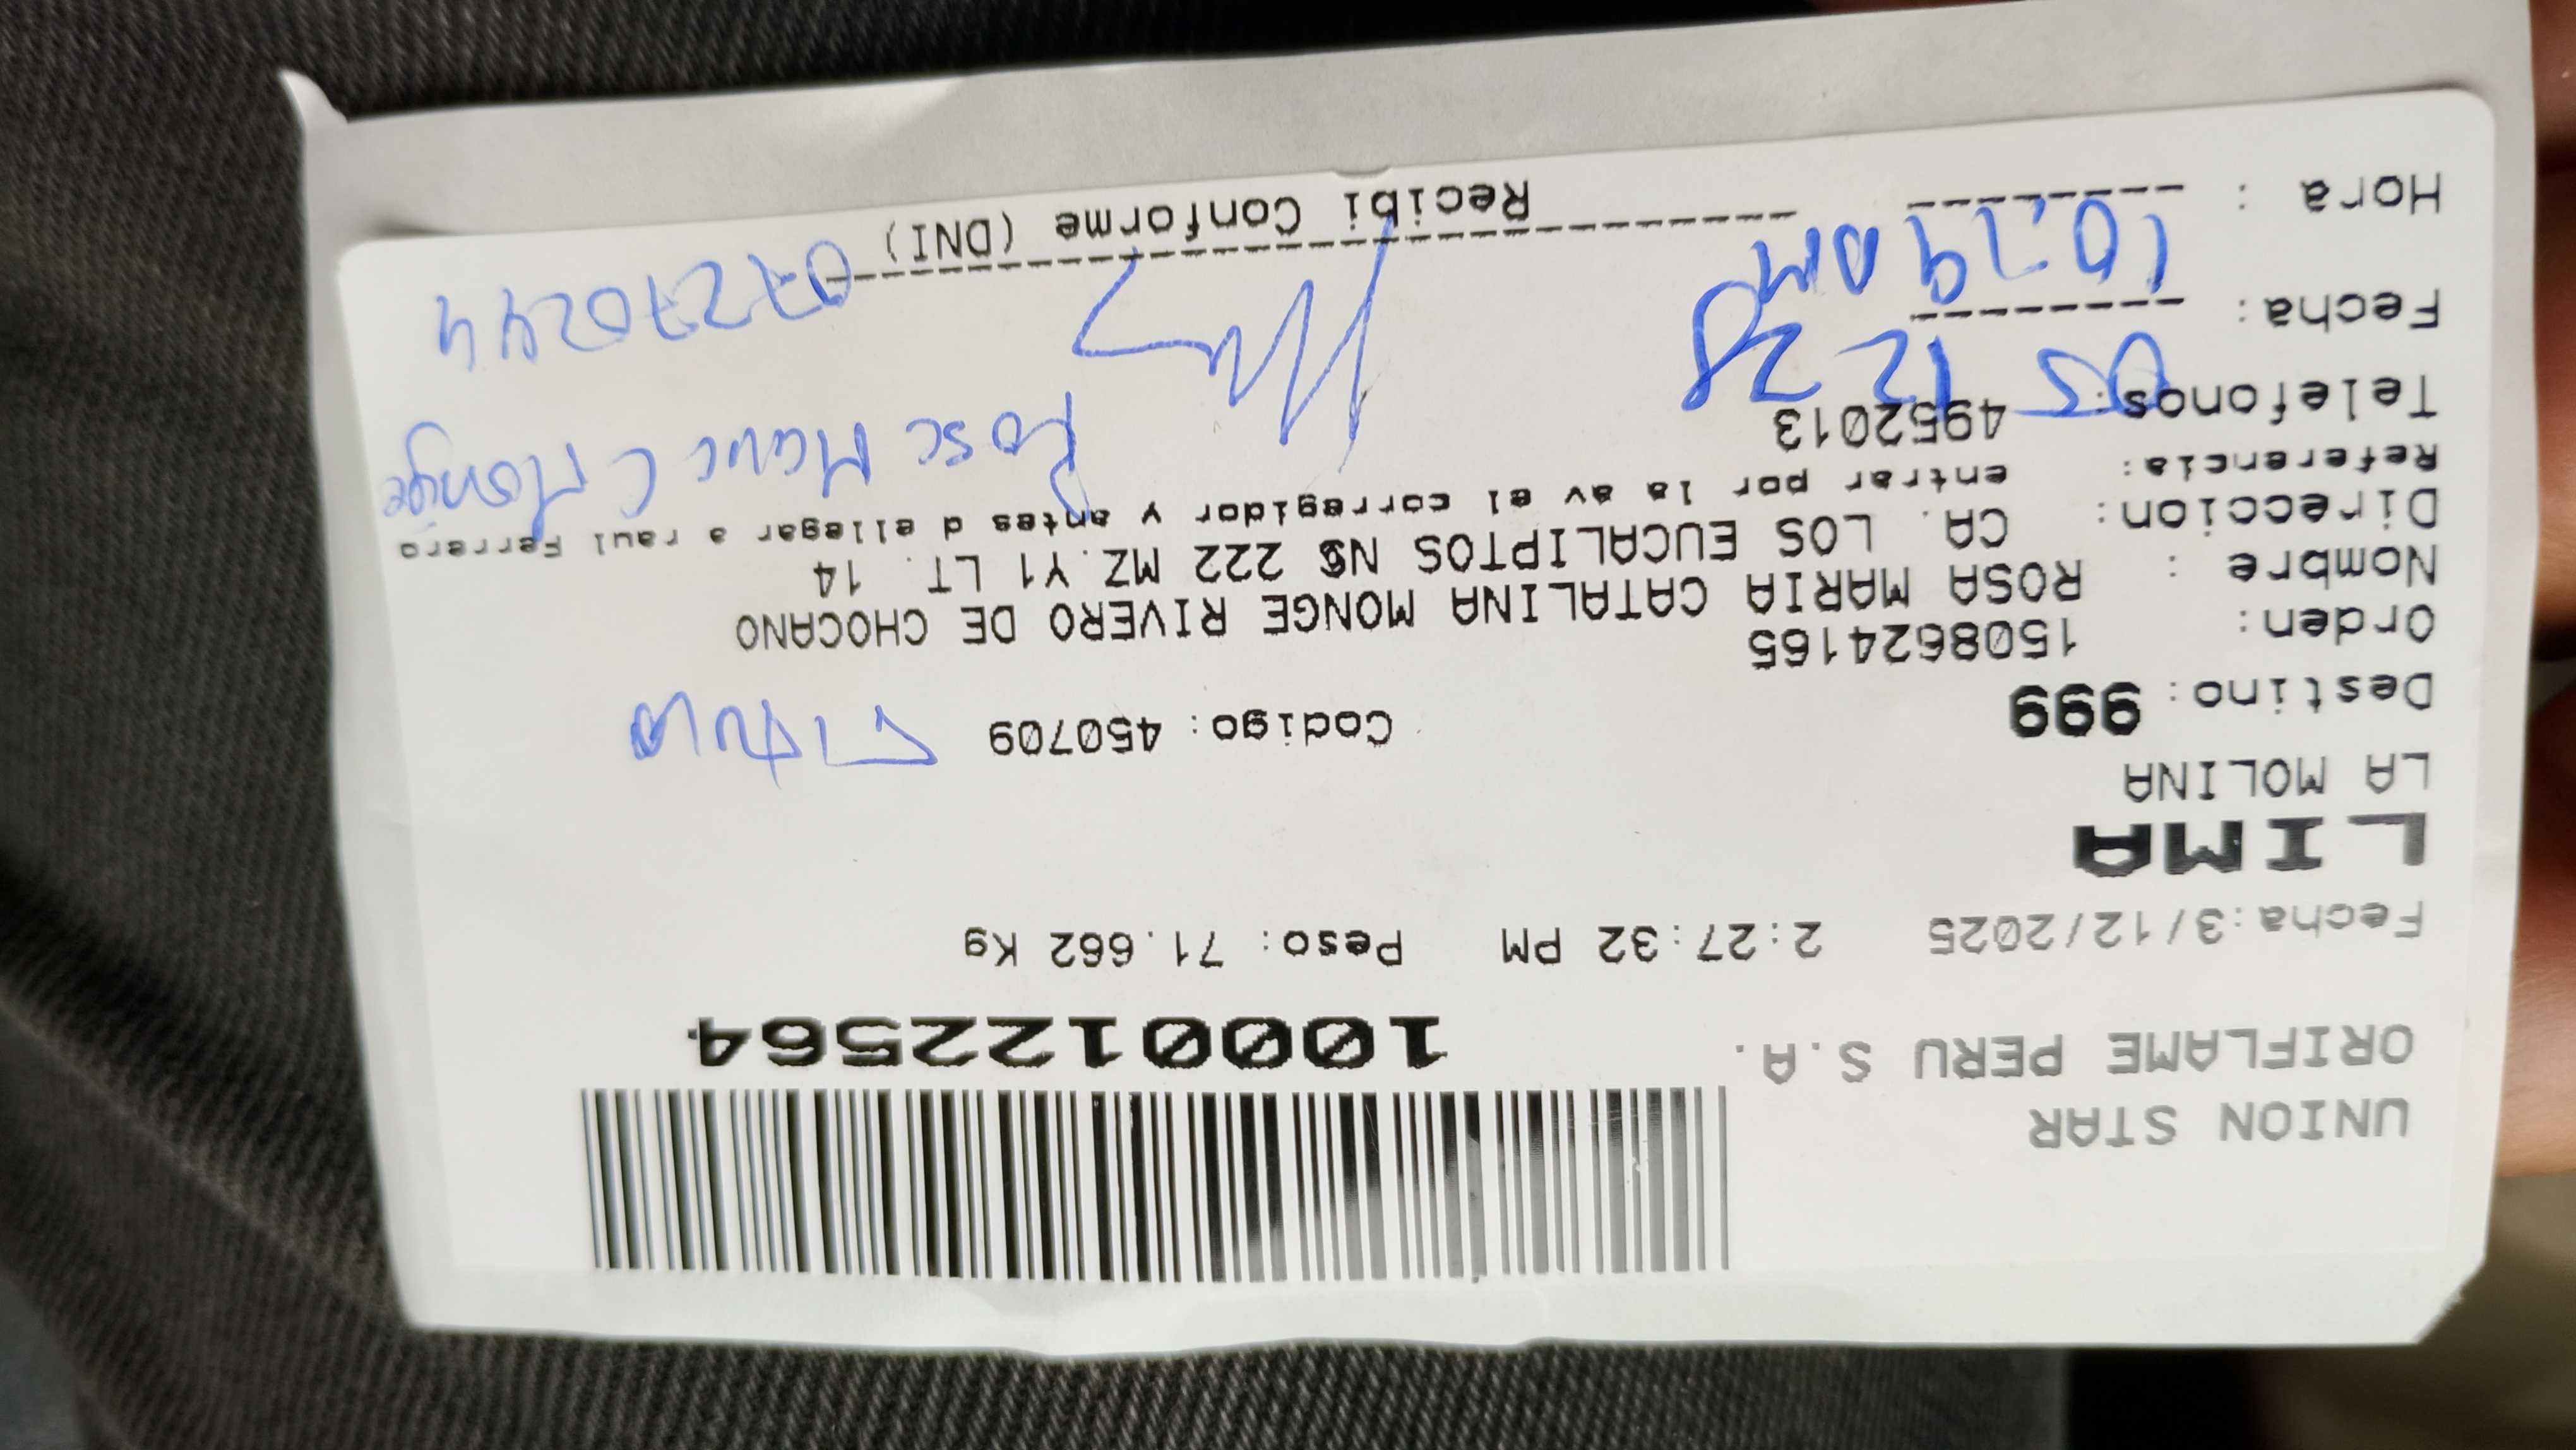 UNION STAR
ORIFLAME PERU S.A.
1000122564
Fecha:3/12/2025 2:27:32 PM Peso: 71.662 Kg
LIMA
LA MOLINA
Destino: 999 Codigo: 450709
Orden: 1508624165
Nombre : ROSA MARIA CATALINA MONGE RIVERO DE CHOCANO
Direccion: CA. LOS EUCALIPTOS N§ 222 MZ.Y1 LT. 14
Referencia: entrar por la av el corregidor y antes d ellegar a raul Ferrero
Telefonos: 4952013
Fecha: 05 12
Hora : 10:19 AM
07270244
Recibi Conforme (DNI)